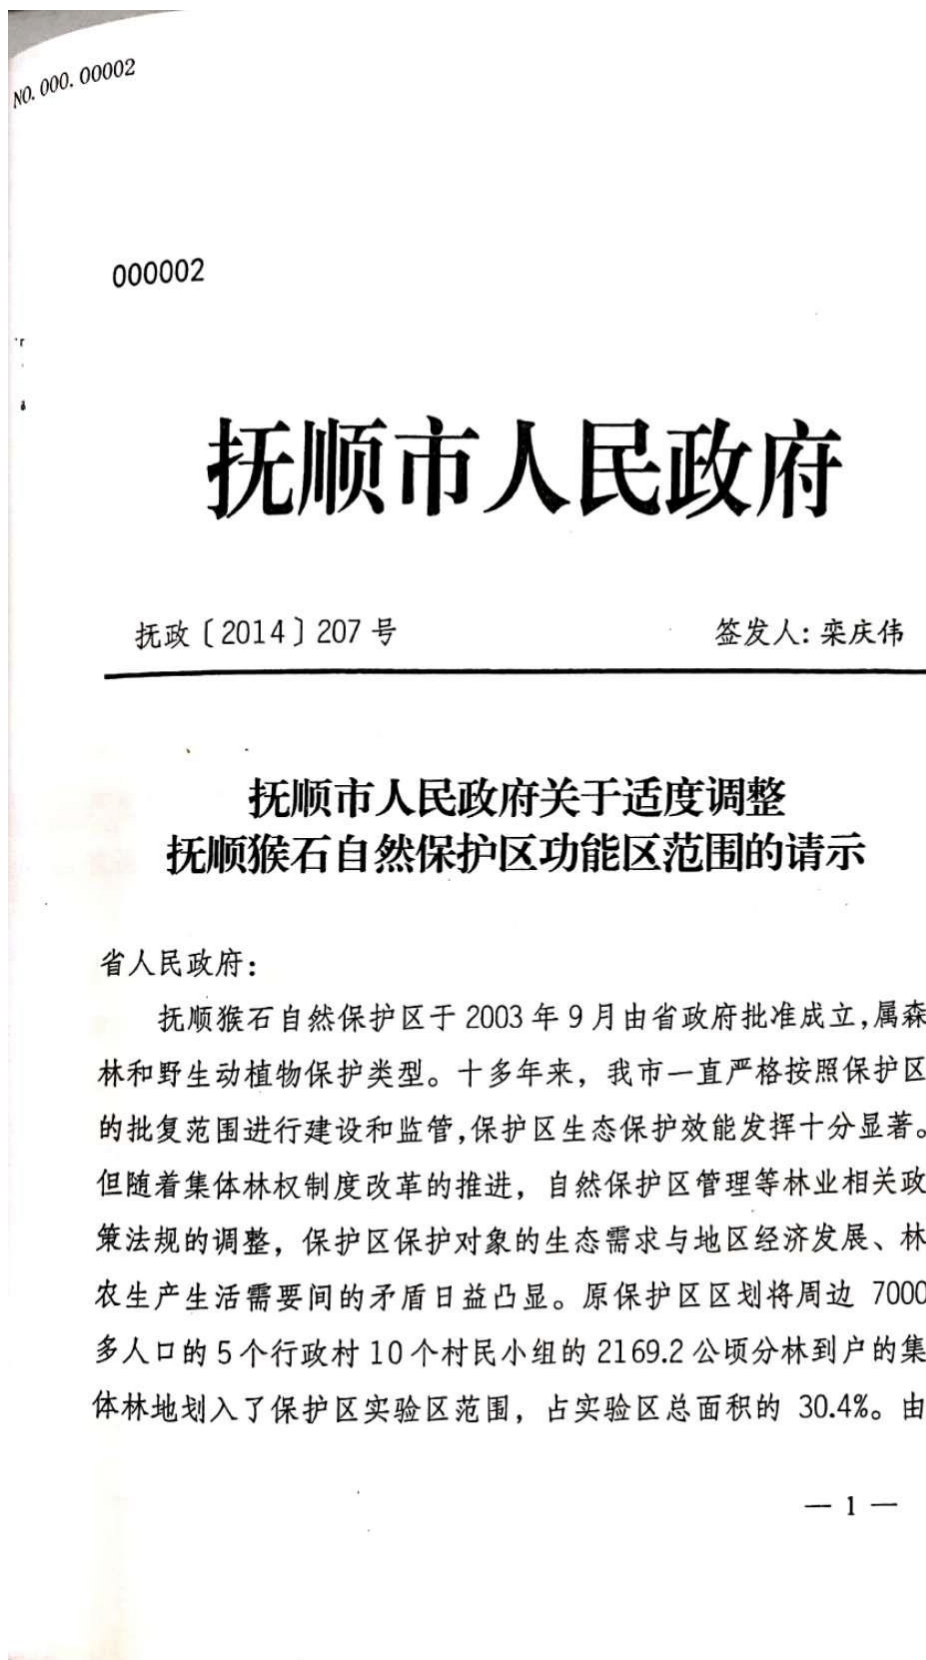 NO.000.00002
000002
抚顺市人民政府
抚政〔2014〕207号 签发人：栾庆伟
抚顺市人民政府关于适度调整
抚顺猴石自然保护区功能区范围的请示
省人民政府：
抚顺猴石自然保护区于2003年9月由省政府批准成立，属森
林和野生动植物保护类型。十多年来，我市一直严格按照保护区
的批复范围进行建设和监管，保护区生态保护效能发挥十分显著。
但随着集体林权制度改革的推进，自然保护区管理等林业相关政
策法规的调整，保护区保护对象的生态需求与地区经济发展、林
农生产生活需要间的矛盾日益凸显。原保护区区划将周边 7000
多人口的5个行政村10个村民小组的2169.2公顷分林到户的集
体林地划入了保护区实验区范围，占实验区总面积的 30.4%。由
— 1 —